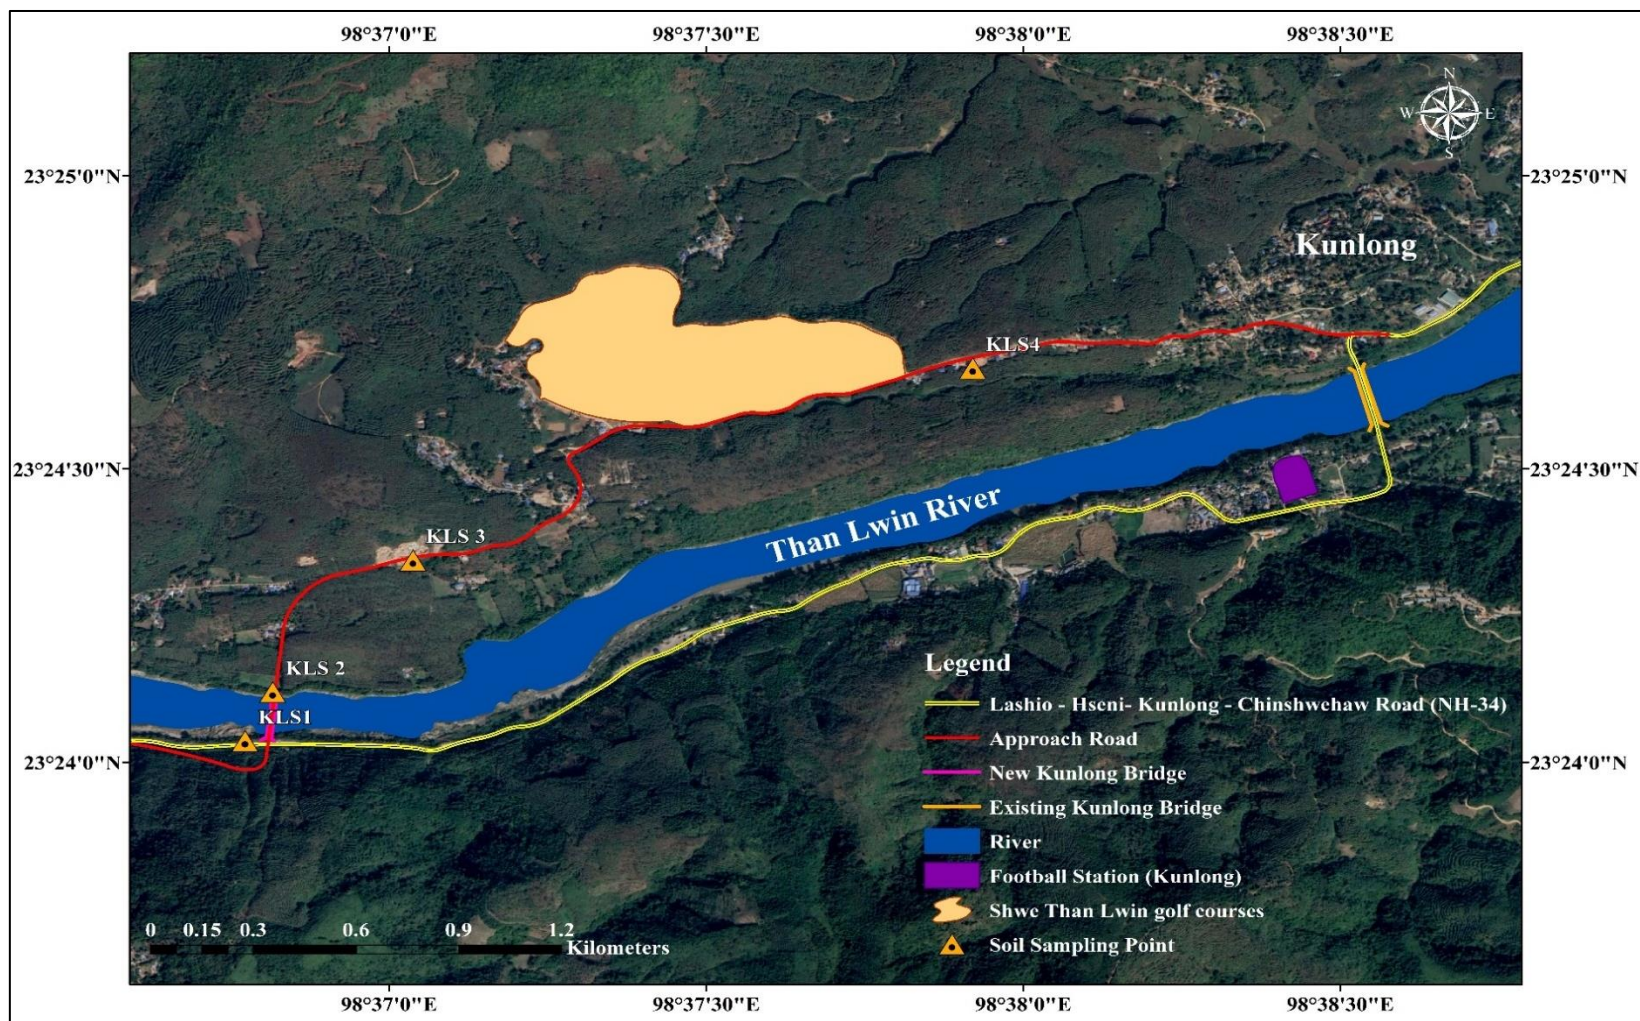 98°37'0"E 98°37'30"E 98°38'0"E 98°38'30"E
N
W E
S
23°25'0"N 23°25'0"N
Kunlong
KLS4
23°24'30"N 23°24'30"N
Than Lwin River
KLS 3
KLS 2
KLS1
23°24'0"N 23°24'0"N
Legend
Lashio - Hseni- Kunlong - Chinshwehaw Road (NH-34)
Approach Road
New Kunlong Bridge
Existing Kunlong Bridge
River
Football Station (Kunlong)
Shwe Than Lwin golf courses
Soil Sampling Point
0 0.15 0.3 0.6 0.9 1.2
Kilometers
98°37'0"E 98°37'30"E 98°38'0"E 98°38'30"E